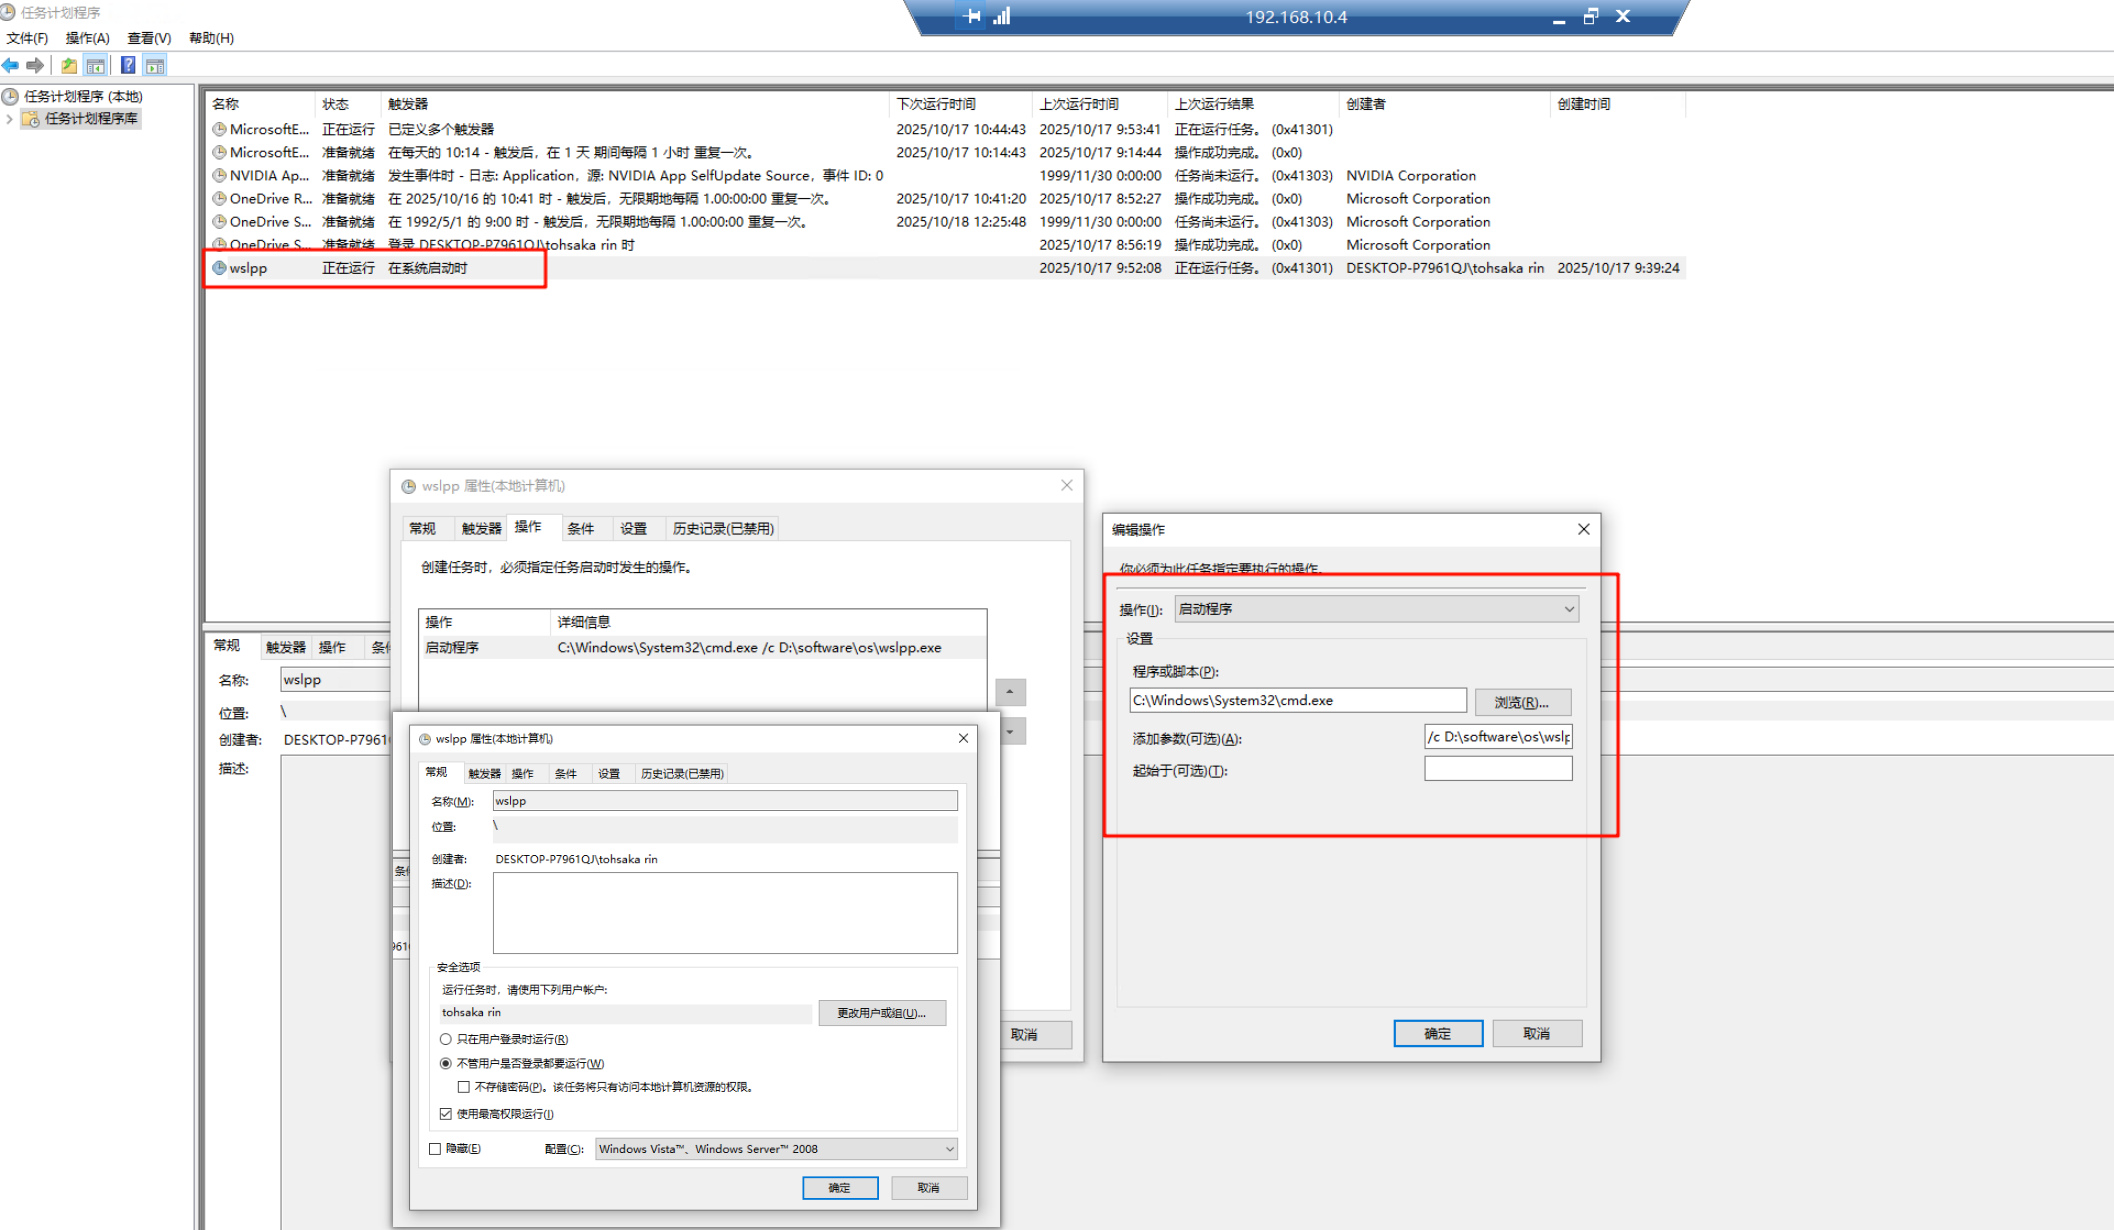 任务计划程序
192.168.10.4
文件(F) 操作(A) 查看(V) 帮助(H)
任务计划程序 (本地)
任务计划程序库
名称 状态 触发器 下次运行时间 上次运行时间 上次运行结果 创建者 创建时间
MicrosoftE... 正在运行 已定义多个触发器 2025/10/17 10:44:43 2025/10/17 9:53:41 正在运行任务。 (0x41301)
MicrosoftE... 准备就绪 在每天的 10:14 - 触发后，在 1 天 期间每隔 1 小时 重复一次。 2025/10/17 10:14:43 2025/10/17 9:14:44 操作成功完成。 (0x0)
NVIDIA Ap... 准备就绪 发生事件时 - 日志: Application，源: NVIDIA App SelfUpdate Source，事件 ID: 0 1999/11/30 0:00:00 任务尚未运行。 (0x41303) NVIDIA Corporation
OneDrive R... 准备就绪 在 2025/10/16 的 10:41 时 - 触发后，无限期地每隔 1.00:00:00 重复一次。 2025/10/17 10:41:20 2025/10/17 8:52:27 操作成功完成。 (0x0) Microsoft Corporation
OneDrive S... 准备就绪 在 1992/5/1 的 9:00 时 - 触发后，无限期地每隔 1.00:00:00 重复一次。 2025/10/18 12:25:48 1999/11/30 0:00:00 任务尚未运行。 (0x41303) Microsoft Corporation
OneDrive S... 准备就绪 登录 DESKTOP-P7961QJ\tohsaka rin 时 2025/10/17 8:56:19 操作成功完成。 (0x0) Microsoft Corporation
wslpp 正在运行 在系统启动时 2025/10/17 9:52:08 正在运行任务。 (0x41301) DESKTOP-P7961QJ\tohsaka rin 2025/10/17 9:39:24
常规 触发器 操作 条
名称: wslpp
位置: \
创建者: DESKTOP-P7961
描述:
wslpp 属性(本地计算机)
常规 触发器 操作 条件 设置 历史记录(已禁用)
创建任务时，必须指定任务启动时发生的操作。
操作 详细信息
启动程序 C:\Windows\System32\cmd.exe /c D:\software\os\wslpp.exe
取消
wslpp 属性(本地计算机)
常规 触发器 操作 条件 设置 历史记录(已禁用)
名称(M): wslpp
位置: \
创建者: DESKTOP-P7961QJ\tohsaka rin
描述(D):
安全选项
运行任务时，请使用下列用户帐户:
tohsaka rin 更改用户或组(U)...
只在用户登录时运行(R)
不管用户是否登录都要运行(W)
不存储密码(P)。该任务将只有访问本地计算机资源的权限。
使用最高权限运行(I)
隐藏(E) 配置(C): Windows Vista™、Windows Server™ 2008
确定 取消
编辑操作
你必须为此任务指定要执行的操作。
操作(I): 启动程序
设置
程序或脚本(P):
C:\Windows\System32\cmd.exe 浏览(R)...
添加参数(可选)(A): /c D:\software\os\wslp
起始于(可选)(T):
确定 取消